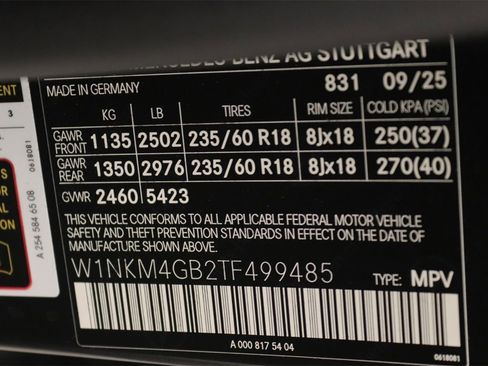 MERCEDES BENZ AG STUTTGART
MADE IN GERMANY 831 09/25
KG LB TIRES RIM SIZE COLD KPA(PSI)
GAWR FRONT 1135 2502 235/60 R18 8Jx18 250(37)
GAWR REAR 1350 2976 235/60 R18 8Jx18 270(40)
GVWR 2460 5423
THIS VEHICLE CONFORMS TO ALL APPLICABLE FEDERAL MOTOR VEHICLE
SAFETY AND THEFT PREVENTION STANDARDS IN EFFECT ON THE DATE OF
MANUFACTURE SHOWN ABOVE.
W1NKM4GB2TF499485 TYPE: MPV
A 000 817 54 04
0618081
3
0618081
A 254 584 65 08